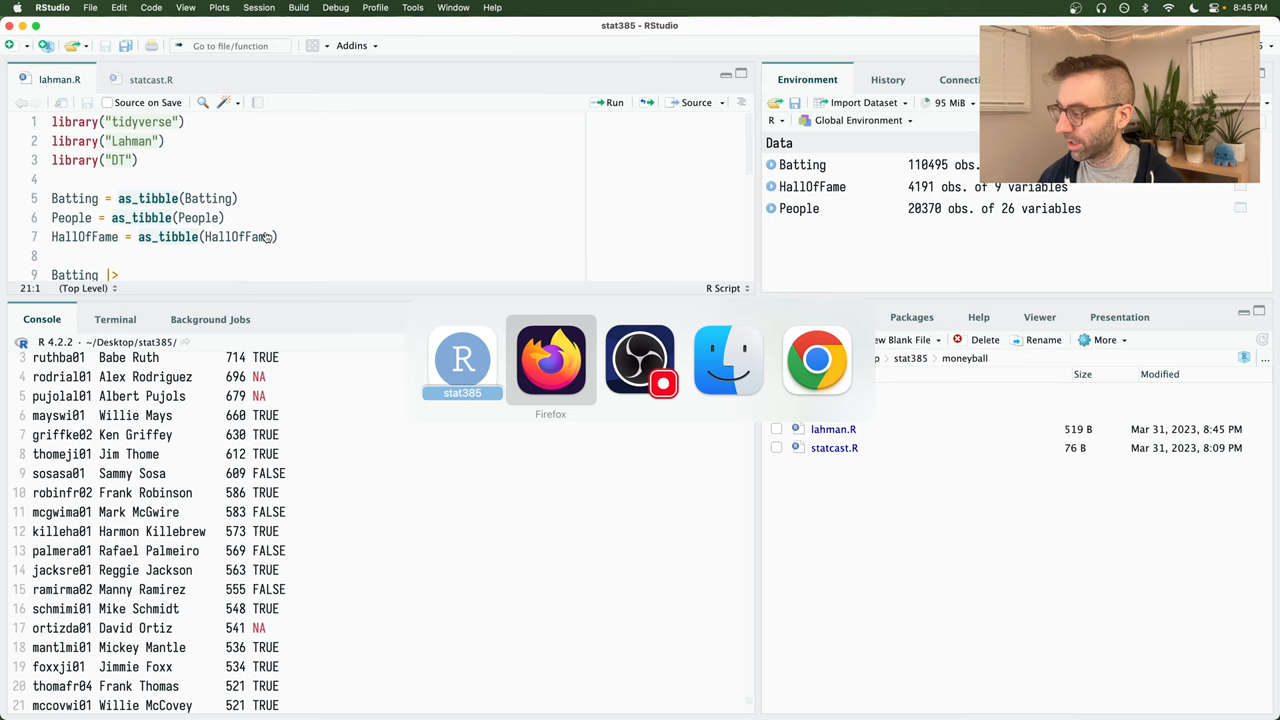 RStudio File Edit Code View Plots Session Build Debug Profile Tools Window Help 8:45 PM
stat385 - RStudio
Go to file/function Addins
lahman.R statcast.R
Source on Save Run Source
1 library("tidyverse")
2 library("Lahman")
3 library("DT")
4
5 Batting = as_tibble(Batting)
6 People = as_tibble(People)
7 HallOfFame = as_tibble(HallOfFame)
8
9 Batting |>
21:1 (Top Level) R Script
Environment History Connecti
Import Dataset 95 MiB
R Global Environment
Data
Batting 110495 obs.
HallOfFame 4191 obs. of 9 variables
People 20370 obs. of 26 variables
Console Terminal Background Jobs
R 4.2.2 · ~/Desktop/stat385/
3 ruthba01 Babe Ruth 714 TRUE
4 rodrial01 Alex Rodriguez 696 NA
5 pujolal01 Albert Pujols 679 NA
6 mayswi01 Willie Mays 660 TRUE
7 griffke02 Ken Griffey 630 TRUE
8 thomeji01 Jim Thome 612 TRUE
9 sosasa01 Sammy Sosa 609 FALSE
10 robinfr02 Frank Robinson 586 TRUE
11 mcgwima01 Mark McGwire 583 FALSE
12 killeha01 Harmon Killebrew 573 TRUE
13 palmera01 Rafael Palmeiro 569 FALSE
14 jacksre01 Reggie Jackson 563 TRUE
15 ramirma02 Manny Ramirez 555 FALSE
16 schmimi01 Mike Schmidt 548 TRUE
17 ortizda01 David Ortiz 541 NA
18 mantlmi01 Mickey Mantle 536 TRUE
19 foxxji01 Jimmie Foxx 534 TRUE
20 thomafr04 Frank Thomas 521 TRUE
21 mccovwi01 Willie McCovey 521 TRUE
R
stat385
Firefox
Packages Help Viewer Presentation
ew Blank File Delete Rename More
p stat385 moneyball
Size Modified
lahman.R 519 B Mar 31, 2023, 8:45 PM
statcast.R 76 B Mar 31, 2023, 8:09 PM